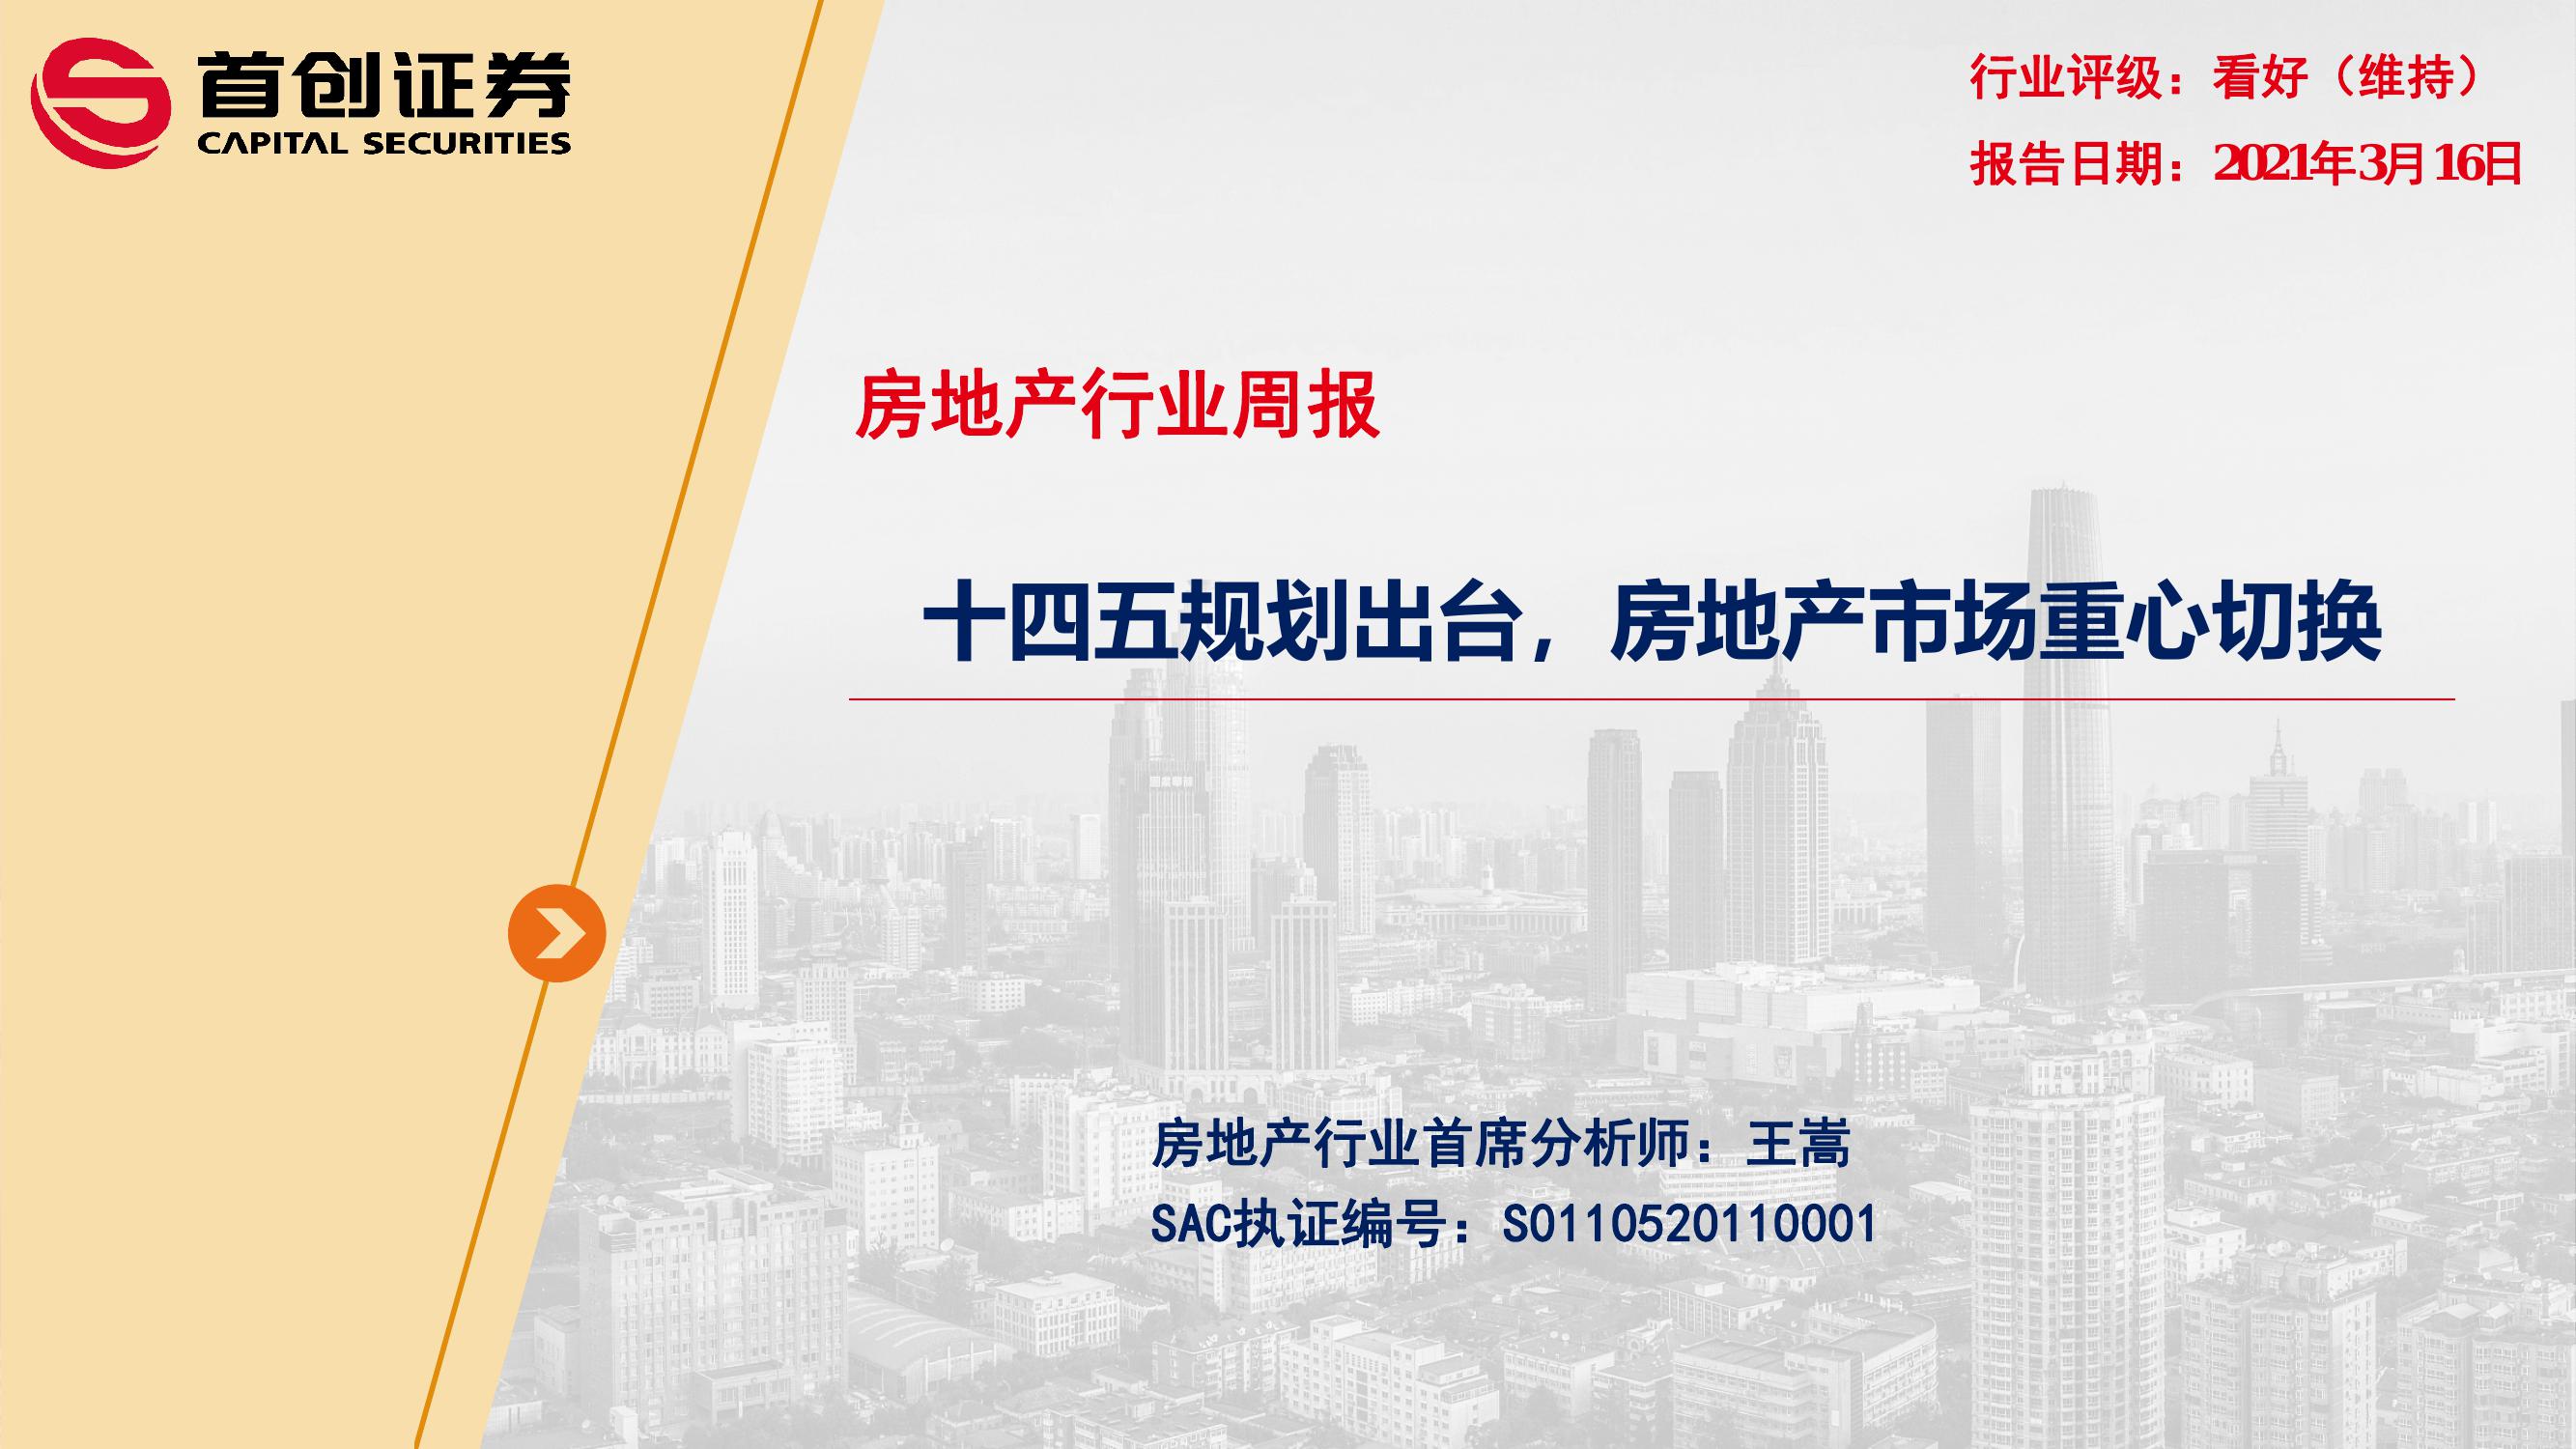 首创证券
CAPITAL SECURITIES
行业评级：看好（维持）
报告日期：2021年3月16日
房地产行业周报
十四五规划出台，房地产市场重心切换
房地产行业首席分析师：王嵩
SAC执证编号：S0110520110001